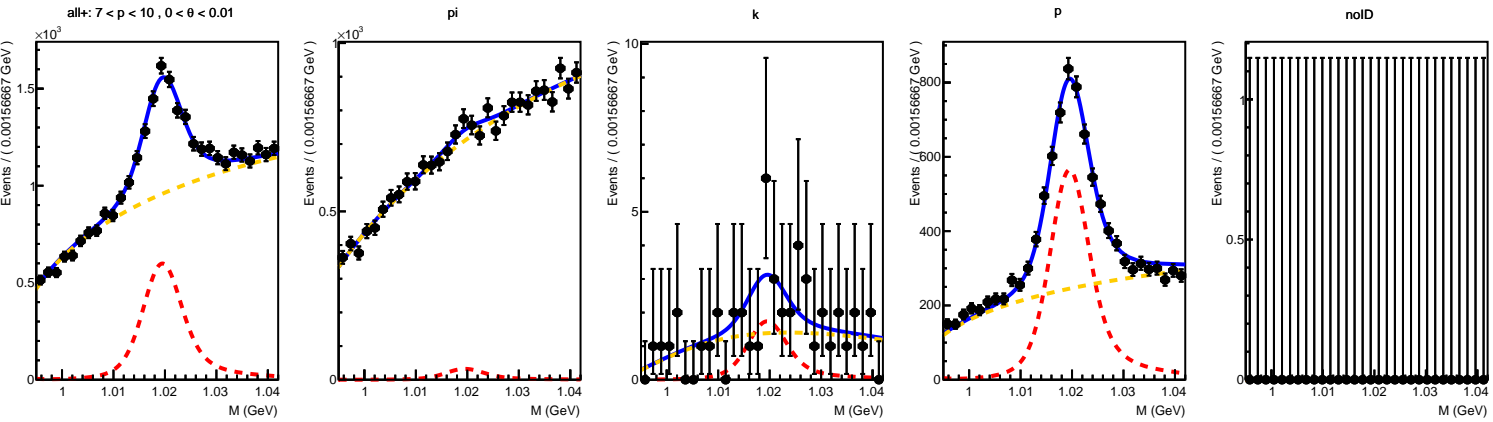 all+: 7 < p < 10 , 0 < θ < 0.01
×10³
Events / ( 0.00156667 GeV )
1.5
1
0.5
0
1 1.01 1.02 1.03 1.04
M (GeV)
pi
×10³
Events / ( 0.00156667 GeV )
1
0.5
0
1 1.01 1.02 1.03 1.04
M (GeV)
k
Events / ( 0.00156667 GeV )
10
5
0
1 1.01 1.02 1.03 1.04
M (GeV)
p
Events / ( 0.00156667 GeV )
800
600
400
200
0
1 1.01 1.02 1.03 1.04
M (GeV)
noID
Events / ( 0.00156667 GeV )
1
0.5
0
1 1.01 1.02 1.03 1.04
M (GeV)